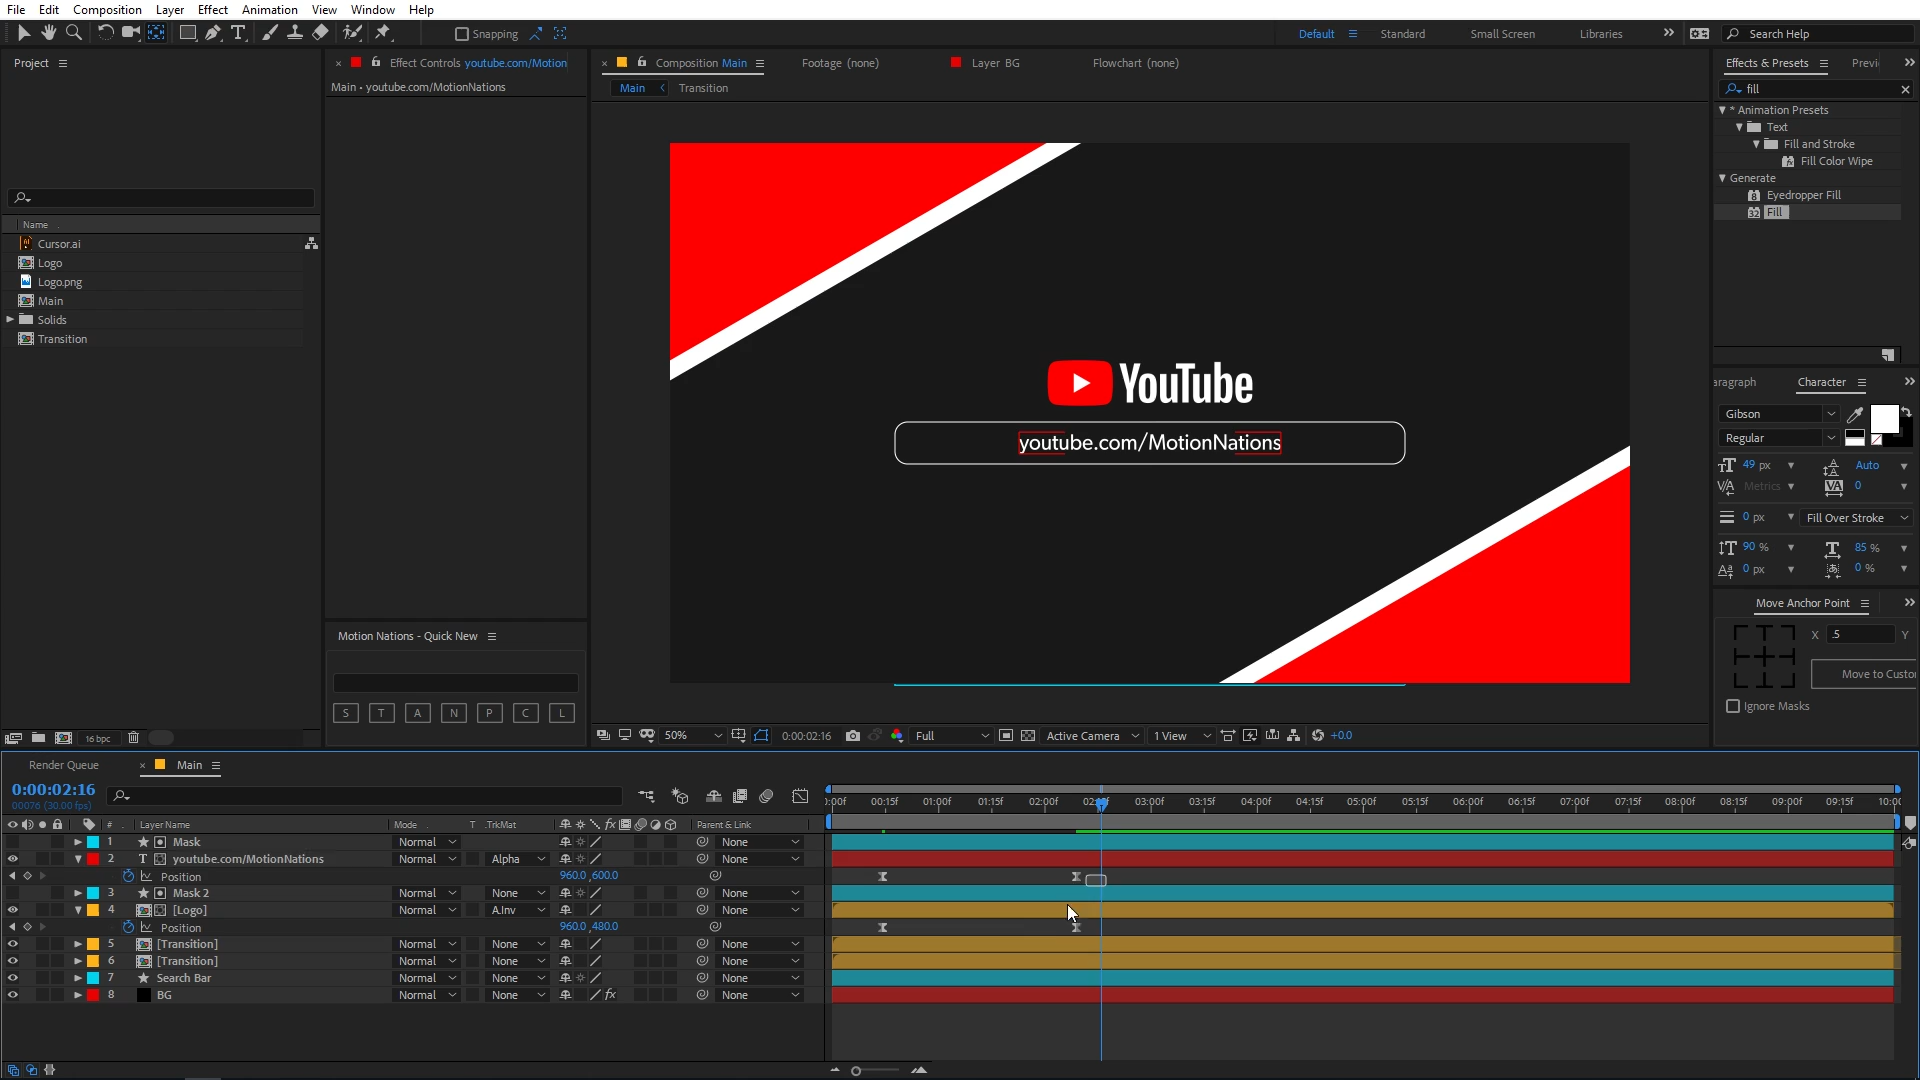 File Edit Composition Layer Effect Animation View Window Help
Snapping
Default Standard Small Screen Libraries Search Help
Project
Effect Controls youtube.com/Motion
Composition Main Footage (none) Layer BG Flowchart (none)
Effects & Presets Previ
Main • youtube.com/MotionNations
Main Transition
fill
* Animation Presets
Text
Fill and Stroke
Fill Color Wipe
Generate
Eyedropper Fill
Fill
Name
Cursor.ai
Logo
Logo.png
Main
Solids
Transition
YouTube
youtube.com/MotionNations
aragraph Character
Gibson
Regular
49 px Auto
Metrics 0
0 px Fill Over Stroke
90 % 85 %
0 px 0 %
Move Anchor Point
X .5 Y
Move to Custo
Ignore Masks
Motion Nations - Quick New
S T A N P C L
16 bpc
50% 0:00:02:16 Full Active Camera 1 View +0.0
Render Queue Main
0:00:02:16
00076 (30.00 fps)
:00f 00:15f 01:00f 01:15f 02:00f 03:00f 03:15f 04:00f 04:15f 05:00f 05:15f 06:00f 06:15f 07:00f 07:15f 08:00f 08:15f 09:00f 09:15f 10:00
# Layer Name Mode T .TrkMat Parent & Link
1 Mask Normal None
2 T youtube.com/MotionNations Normal Alpha None
Position 960.0 ,600.0
3 Mask 2 Normal None None
4 [Logo] Normal A.Inv None
Position 960.0 ,480.0
5 [Transition] Normal None None
6 [Transition] Normal None None
7 Search Bar Normal None None
8 BG Normal None fx None